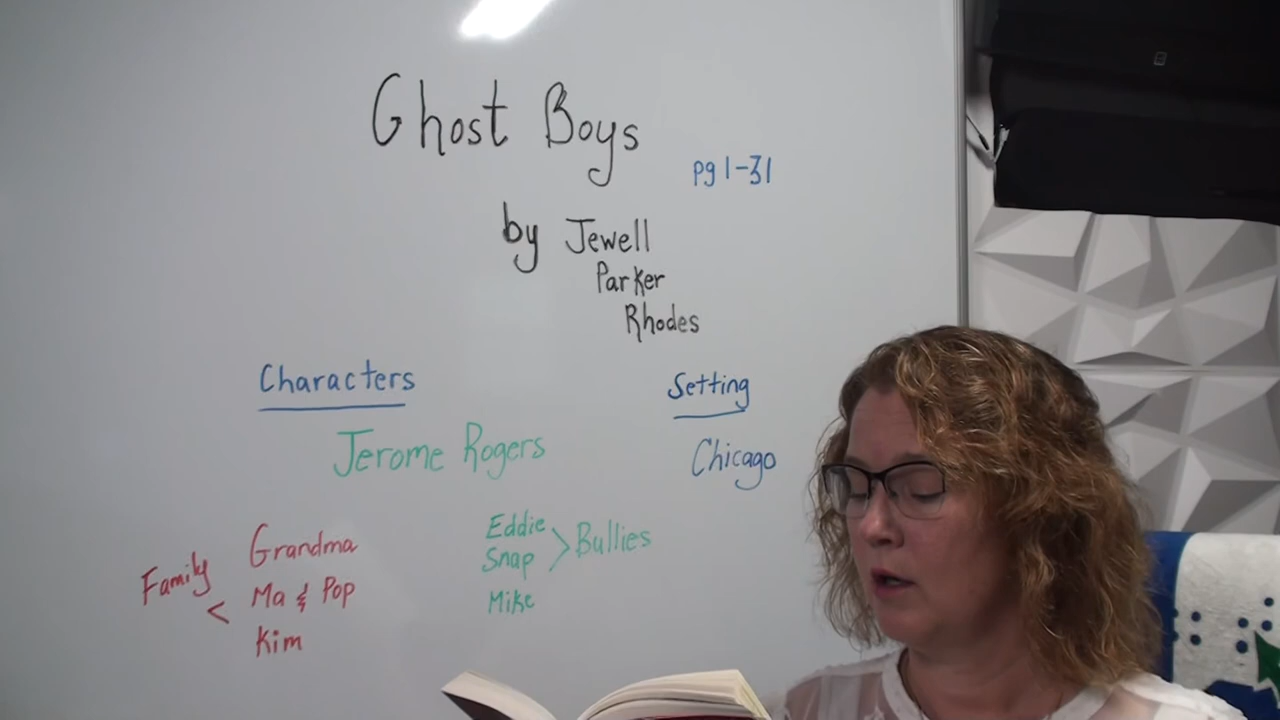 Ghost Boys
pg 1-31
by Jewell
Parker
Rhodes
Characters
Jerome Rogers
Family <
Grandma
Ma & Pop
Kim
Eddie
Snap
Mike
> Bullies
Setting
Chicago